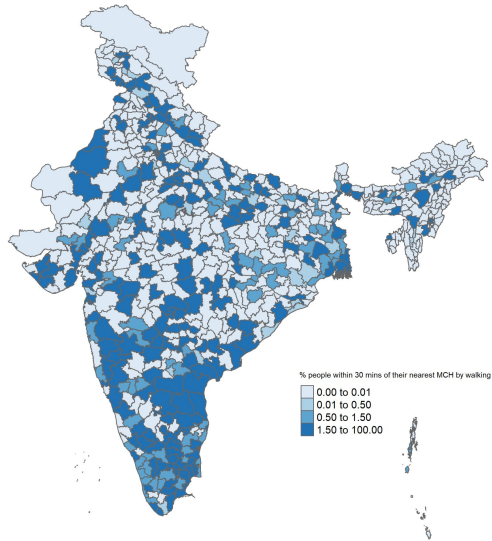 % people within 30 mins of their nearest MCH by walking
0.00 to 0.01
0.01 to 0.50
0.50 to 1.50
1.50 to 100.00